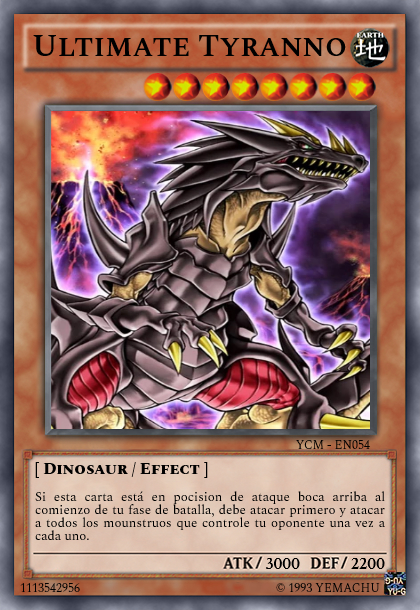 ULTIMATE TYRANNO
EARTH
地
YCM - EN054
[ DINOSAUR / EFFECT ]
Si esta carta está en pocision de ataque boca arriba al
comienzo de tu fase de batalla, debe atacar primero y atacar
a todos los mounstruos que controle tu oponente una vez a
cada uno.
ATK / 3000 DEF / 2200
1113542956
© 1993 YEMACHU